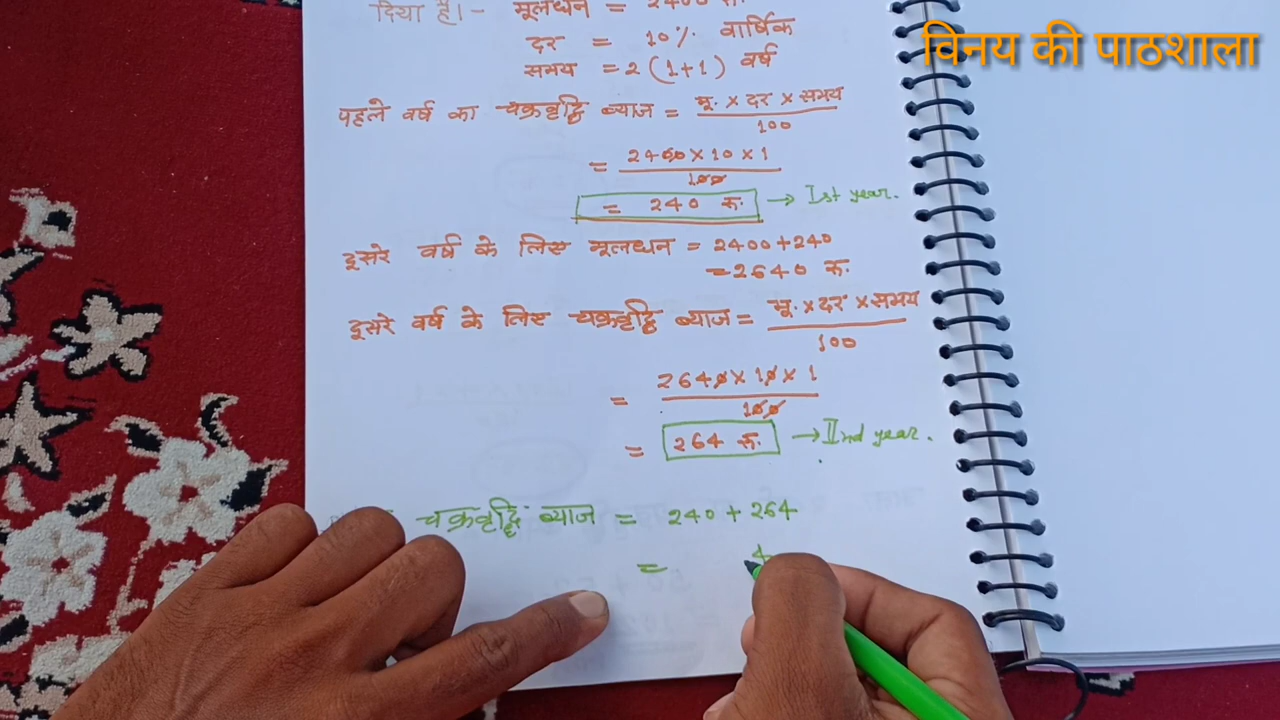 दिया है।- मूलधन = 2400 रु.
विनय की पाठशाला
दर = 10% वार्षिक
समय = 2 (1+1) वर्ष
पहले वर्ष का चक्रवृद्धि ब्याज = मू. × दर × समय
100
= 2400 × 10 × 1
100
= 240 रु. → Ist year.
दूसरे वर्ष के लिए मूलधन = 2400+240
= 2640 रु.
दूसरे वर्ष के लिए चक्रवृद्धि ब्याज = मू. × दर × समय
100
= 2640 × 10 × 1
100
= 264 रु. → IInd year.
चक्रवृद्धि ब्याज = 240 + 264
=